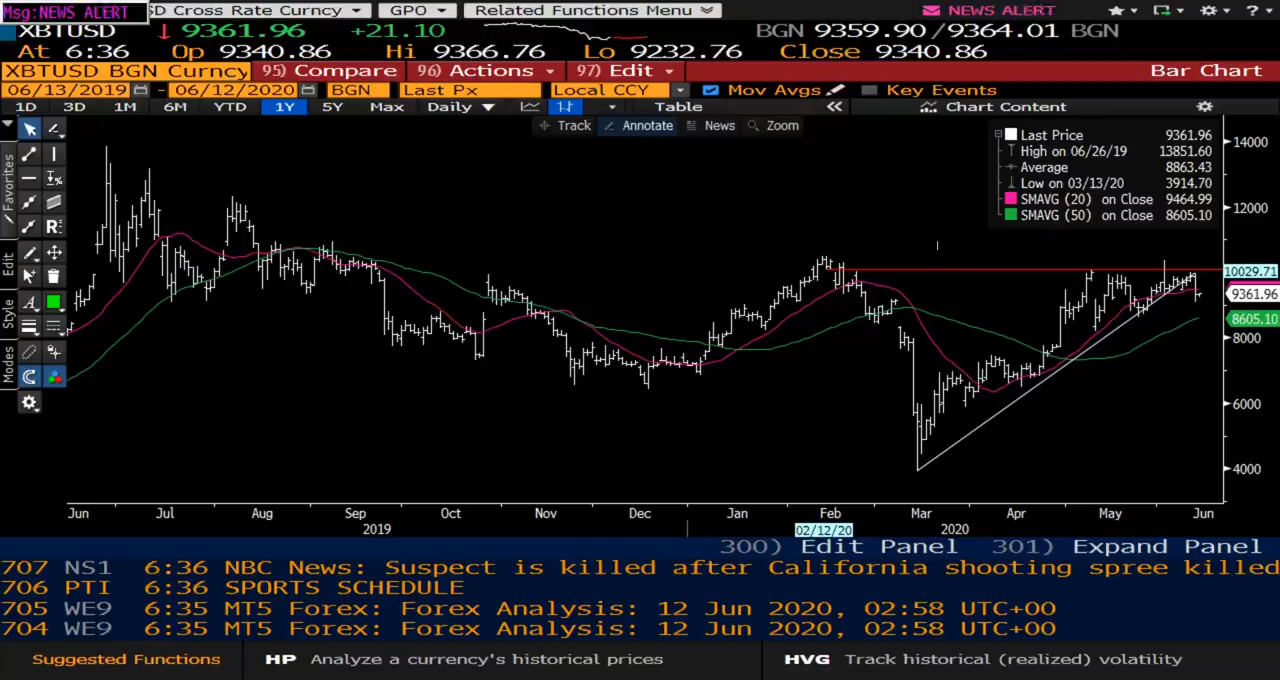 Msg:NEWS ALERT SD Cross Rate Curncy GPO Related Functions Menu NEWS ALERT
XBTUSD 9361.96 +21.10 BGN 9359.90/9364.01 BGN
At 6:36 Op 9340.86 Hi 9366.76 Lo 9232.76 Close 9340.86
XBTUSD BGN Curncy 95) Compare 96) Actions 97) Edit Bar Chart
06/13/2019 - 06/12/2020 BGN Last Px Local CCY Mov Avgs Key Events
1D 3D 1M 6M YTD 1Y 5Y Max Daily Table Chart Content
Track Annotate News Zoom
Last Price 9361.96
High on 06/26/19 13851.60
Average 8863.43
Low on 03/13/20 3914.70
SMAVG (20) on Close 9464.99
SMAVG (50) on Close 8605.10
Favorites
Edit
Style
Modes
14000
12000
10029.71
9361.96
8605.10
8000
6000
4000
Jun Jul Aug Sep Oct Nov Dec Jan Feb Mar Apr May Jun
2019 02/12/20 2020
300) Edit Panel 301) Expand Panel
707 NS1 6:36 NBC News: Suspect is killed after California shooting spree killed
706 PTI 6:36 SPORTS SCHEDULE
705 WE9 6:35 MT5 Forex: Forex Analysis: 12 Jun 2020, 02:58 UTC+00
704 WE9 6:35 MT5 Forex: Forex Analysis: 12 Jun 2020, 02:58 UTC+00
Suggested Functions HP Analyze a currency's historical prices HVG Track historical (realized) volatility